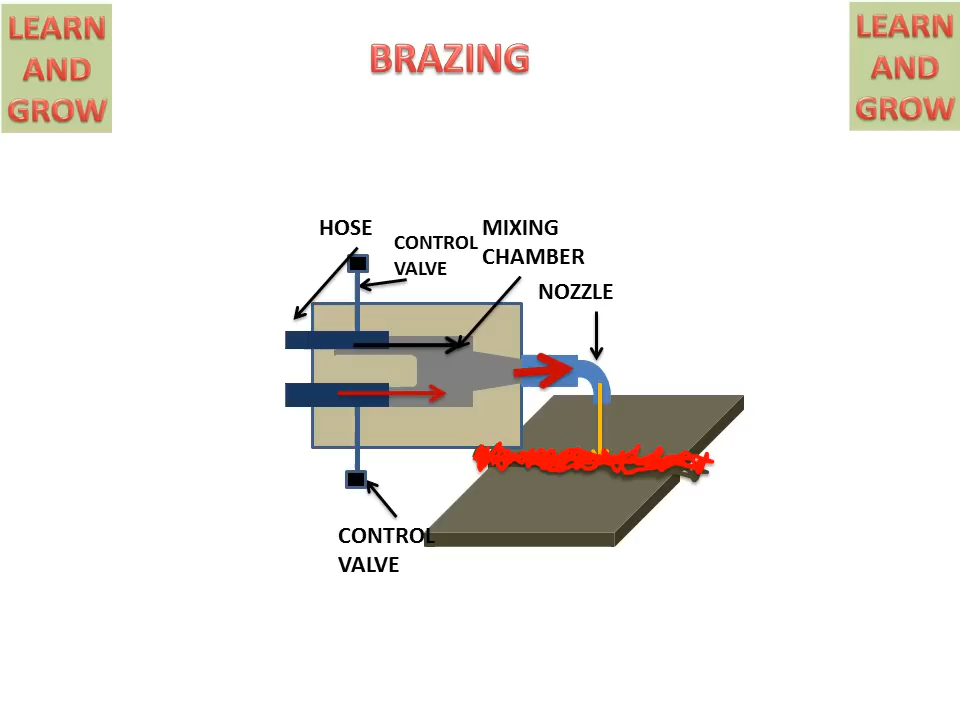 LEARN
AND
GROW
BRAZING
LEARN
AND
GROW
HOSE
CONTROL
VALVE
MIXING
CHAMBER
NOZZLE
CONTROL
VALVE